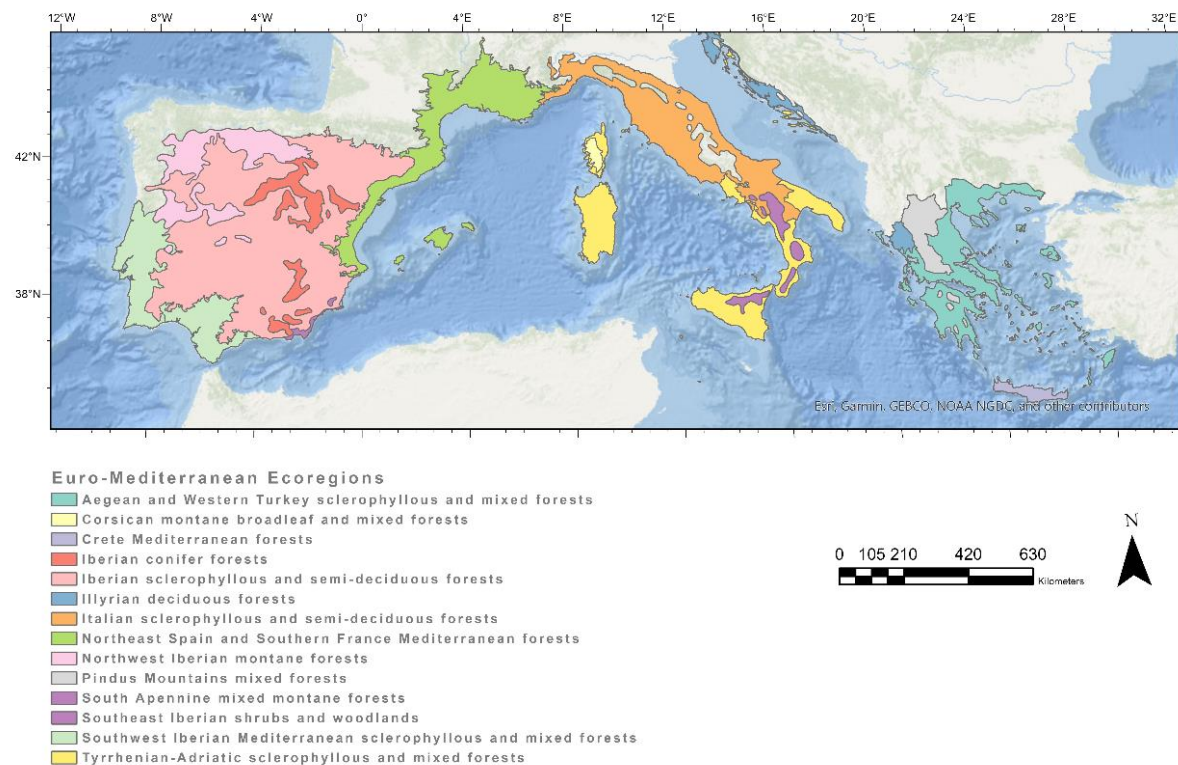 12°W 8°W 4°W 0° 4°E 8°E 12°E 16°E 20°E 24°E 28°E 32°E
42°N
38°N
Esri, Garmin, GEBCO, NOAA NGDC, and other contributors
Euro-Mediterranean Ecoregions
Aegean and Western Turkey sclerophyllous and mixed forests
Corsican montane broadleaf and mixed forests
Crete Mediterranean forests
Iberian conifer forests
Iberian sclerophyllous and semi-deciduous forests
Illyrian deciduous forests
Italian sclerophyllous and semi-deciduous forests
Northeast Spain and Southern France Mediterranean forests
Northwest Iberian montane forests
Pindus Mountains mixed forests
South Apennine mixed montane forests
Southeast Iberian shrubs and woodlands
Southwest Iberian Mediterranean sclerophyllous and mixed forests
Tyrrhenian-Adriatic sclerophyllous and mixed forests
0 105 210 420 630
Kilometers
N